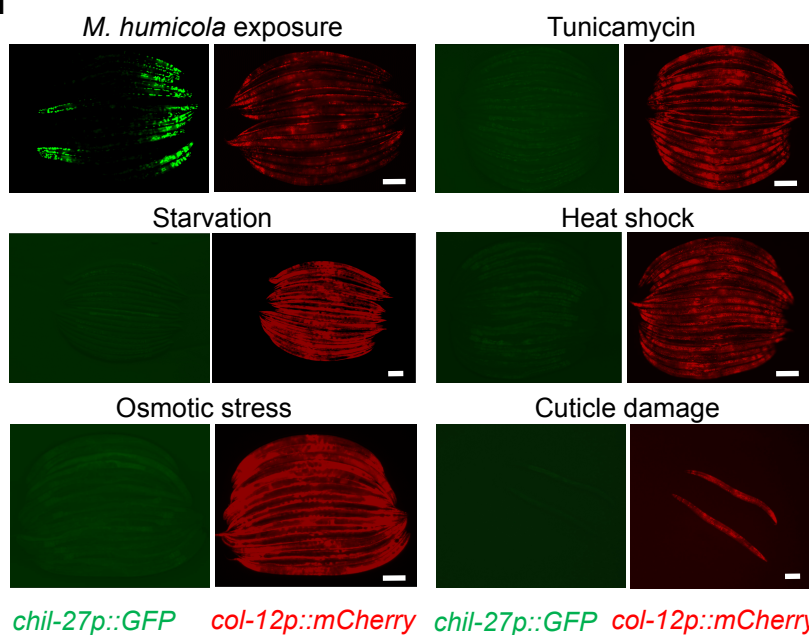 M. humicola exposure
Tunicamycin
Starvation
Heat shock
Osmotic stress
Cuticle damage
chil-27p::GFP col-12p::mCherry chil-27p::GFP col-12p::mCherry